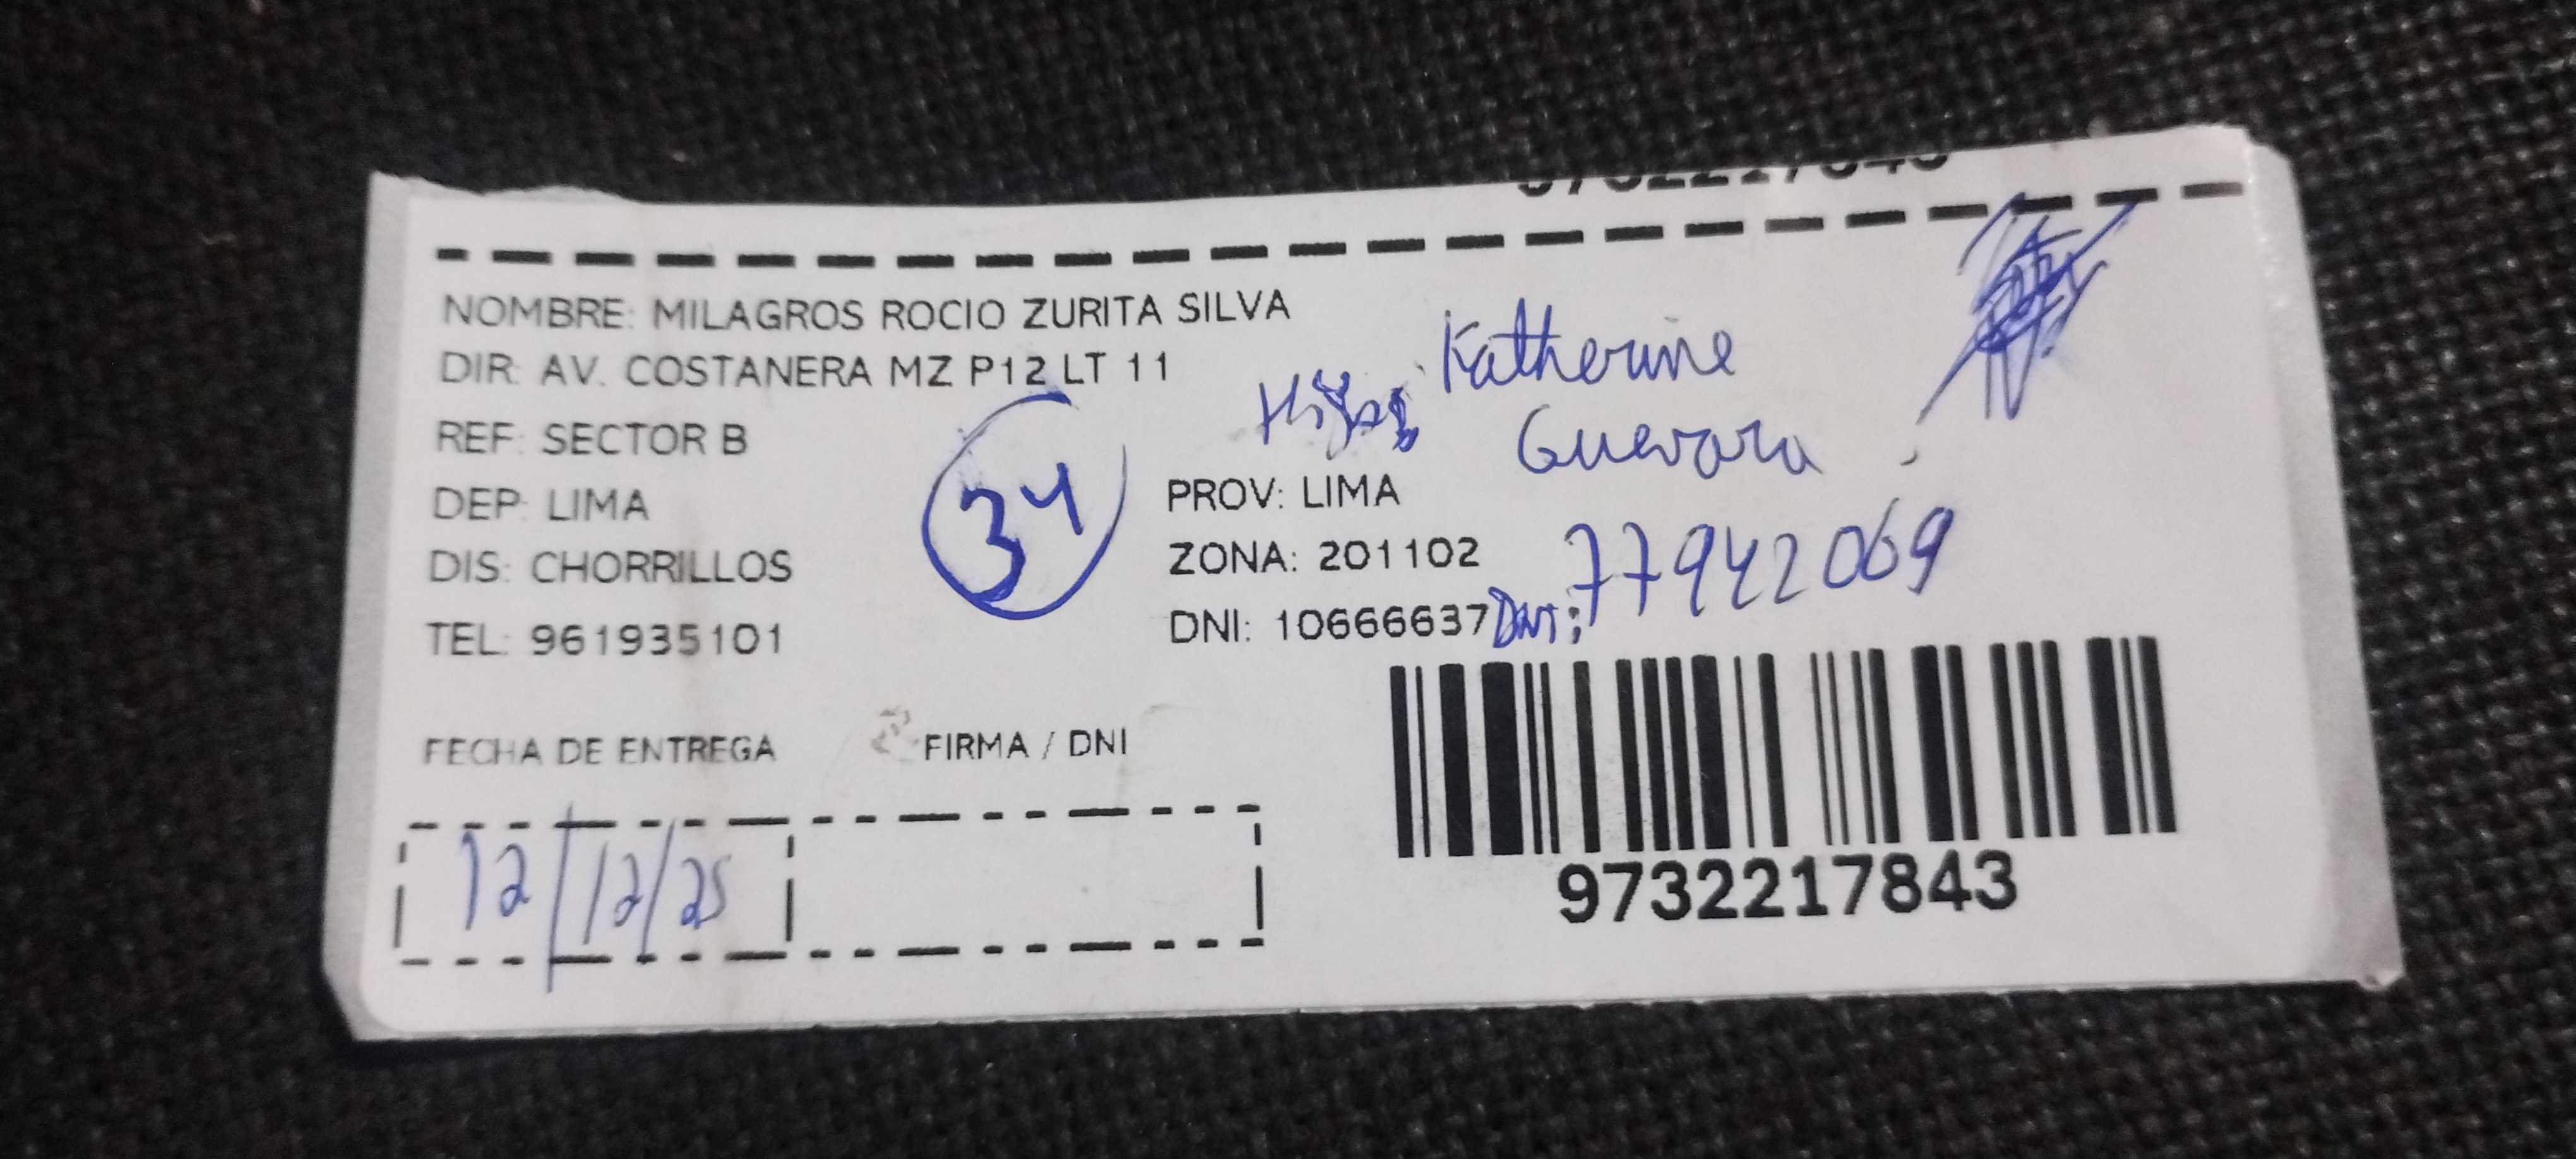 NOMBRE: MILAGROS ROCIO ZURITA SILVA
DIR: AV. COSTANERA MZ P12 LT 11
Katherine
REF: SECTOR B
Guevara
34
DEP: LIMA
PROV: LIMA
DIS: CHORRILLOS
ZONA: 201102
77942069
TEL: 961935101
DNI: 10666637
DNI:
FECHA DE ENTREGA
FIRMA / DNI
12/12/25
9732217843